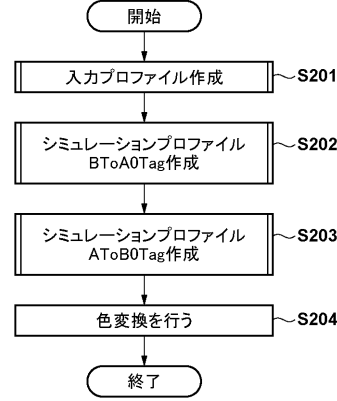 開始
入力プロファイル作成
S201
シミュレーションプロファイル
BToA0Tag作成
S202
シミュレーションプロファイル
AToB0Tag作成
S203
色変換を行う
S204
終了